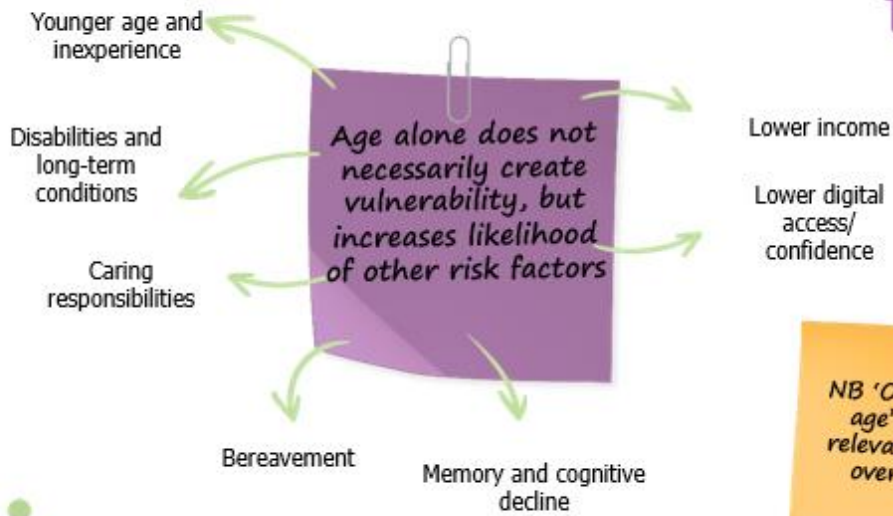 Younger age and
inexperience
Disabilities and
long-term
conditions
Caring
responsibilities
Bereavement
Memory and cognitive
decline
Age alone does not
necessarily create
vulnerability, but
increases likelihood
of other risk factors
Lower income
Lower digital
access/
confidence
NB
age'